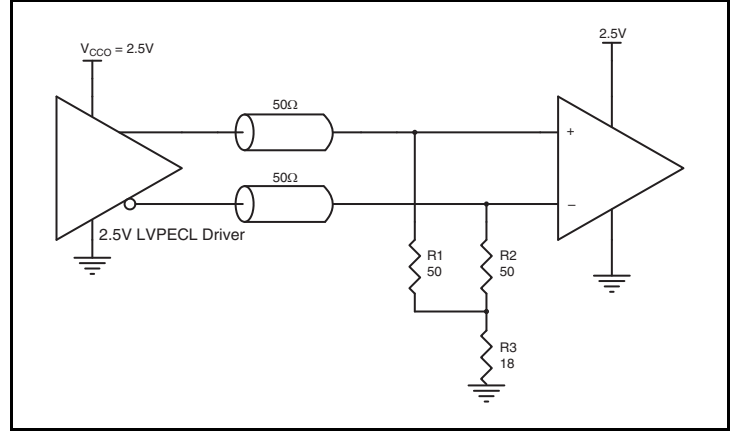 V_CCO = 2.5V
2.5V
50Ω
+
50Ω
−
2.5V LVPECL Driver
R1
50
R2
50
R3
18